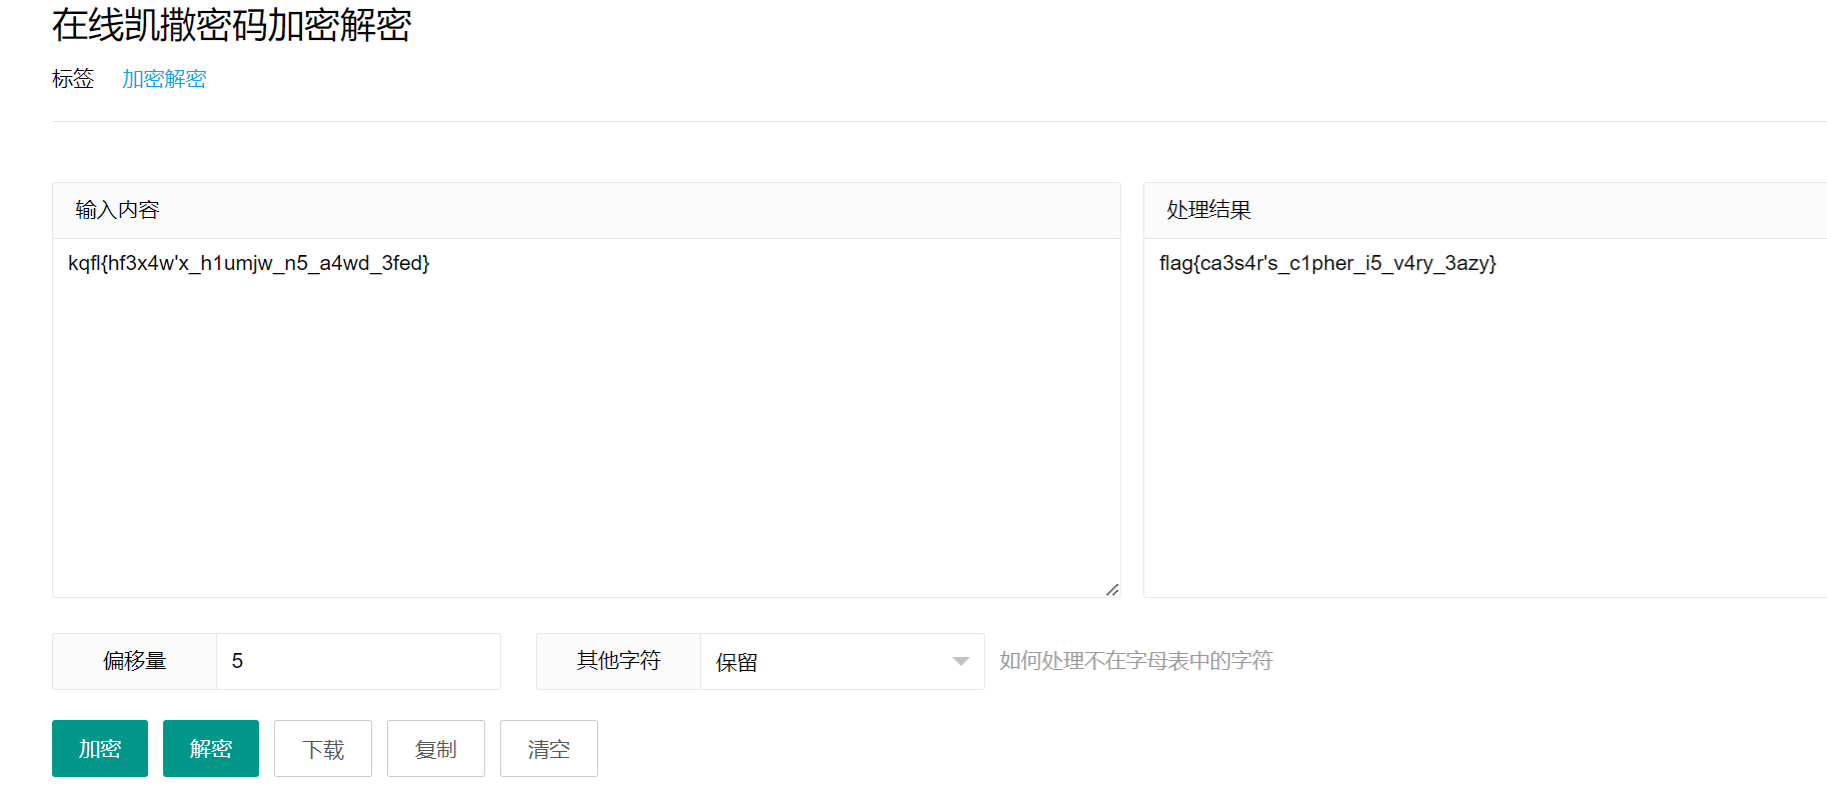 在线凯撒密码加密解密
标签 加密解密
输入内容
kqfl{hf3x4w'x_h1umjw_n5_a4wd_3fed}
处理结果
flag{ca3s4r's_c1pher_i5_v4ry_3azy}
偏移量 5 其他字符 保留 如何处理不在字母表中的字符
加密 解密 下载 复制 清空